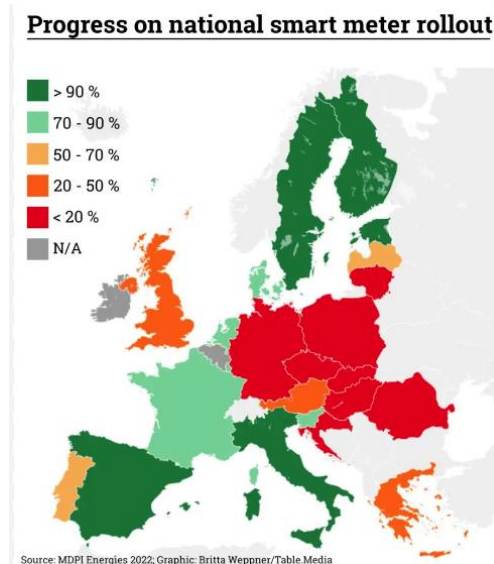 Progress on national smart meter rollout
> 90 %
70 - 90 %
50 - 70 %
20 - 50 %
< 20 %
N/A
Source: MDPI Energies 2022; Graphic: Britta Weppner/Table.Media